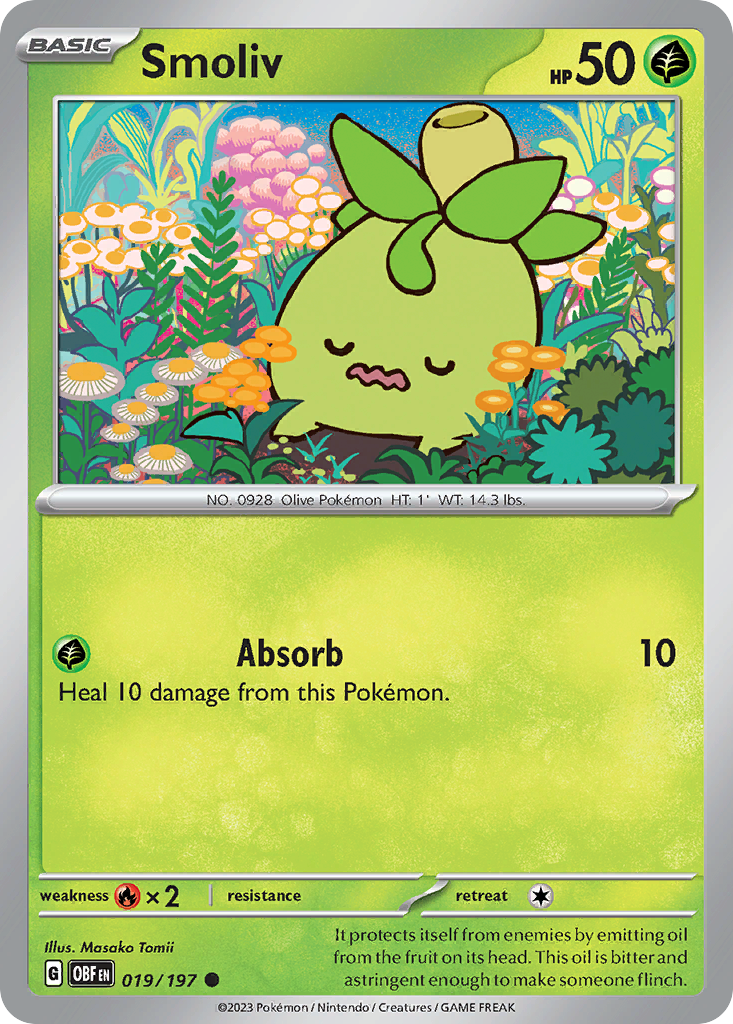 BASIC
Smoliv
HP 50
NO. 0928 Olive Pokémon HT: 1' WT: 14.3 lbs.
Absorb 10
Heal 10 damage from this Pokémon.
weakness ×2 resistance retreat
Illus. Masako Tomii
G OBF EN 019/197
It protects itself from enemies by emitting oil
from the fruit on its head. This oil is bitter and
astringent enough to make someone flinch.
©2023 Pokémon / Nintendo / Creatures / GAME FREAK